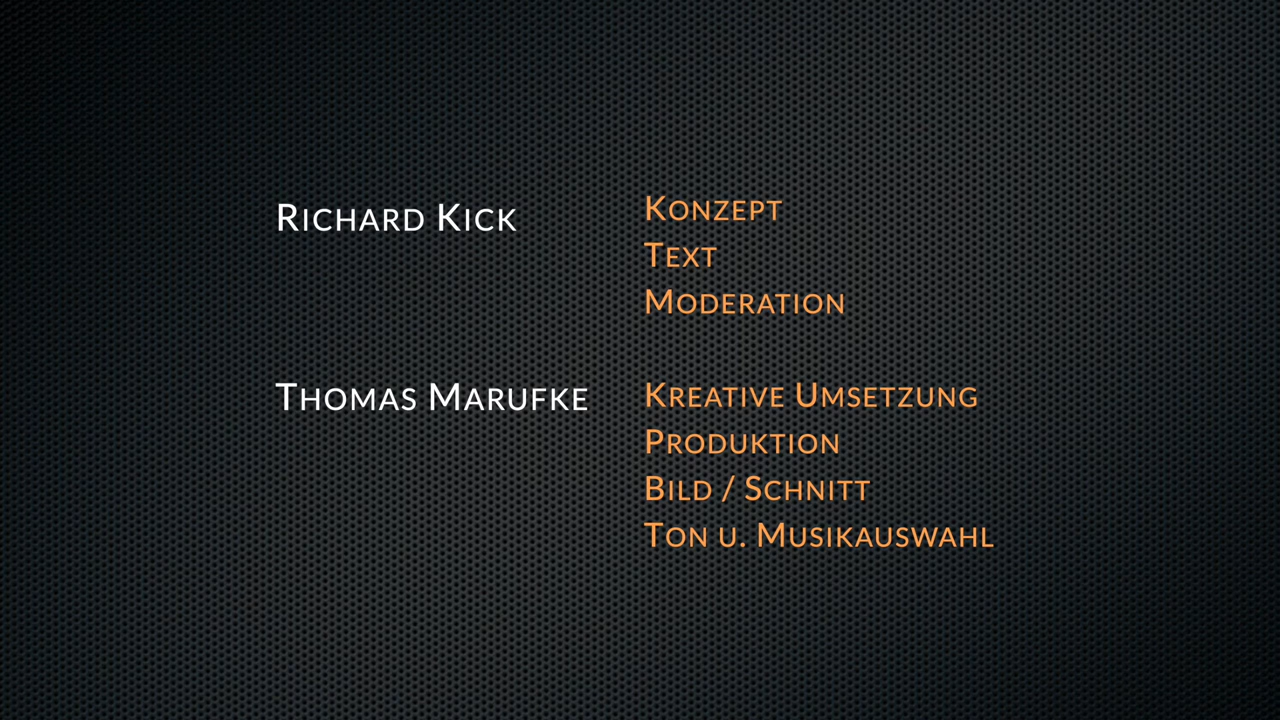 Richard Kick
Konzept
Text
Moderation
Thomas Marufke
Kreative Umsetzung
Produktion
Bild / Schnitt
Ton u. Musikauswahl